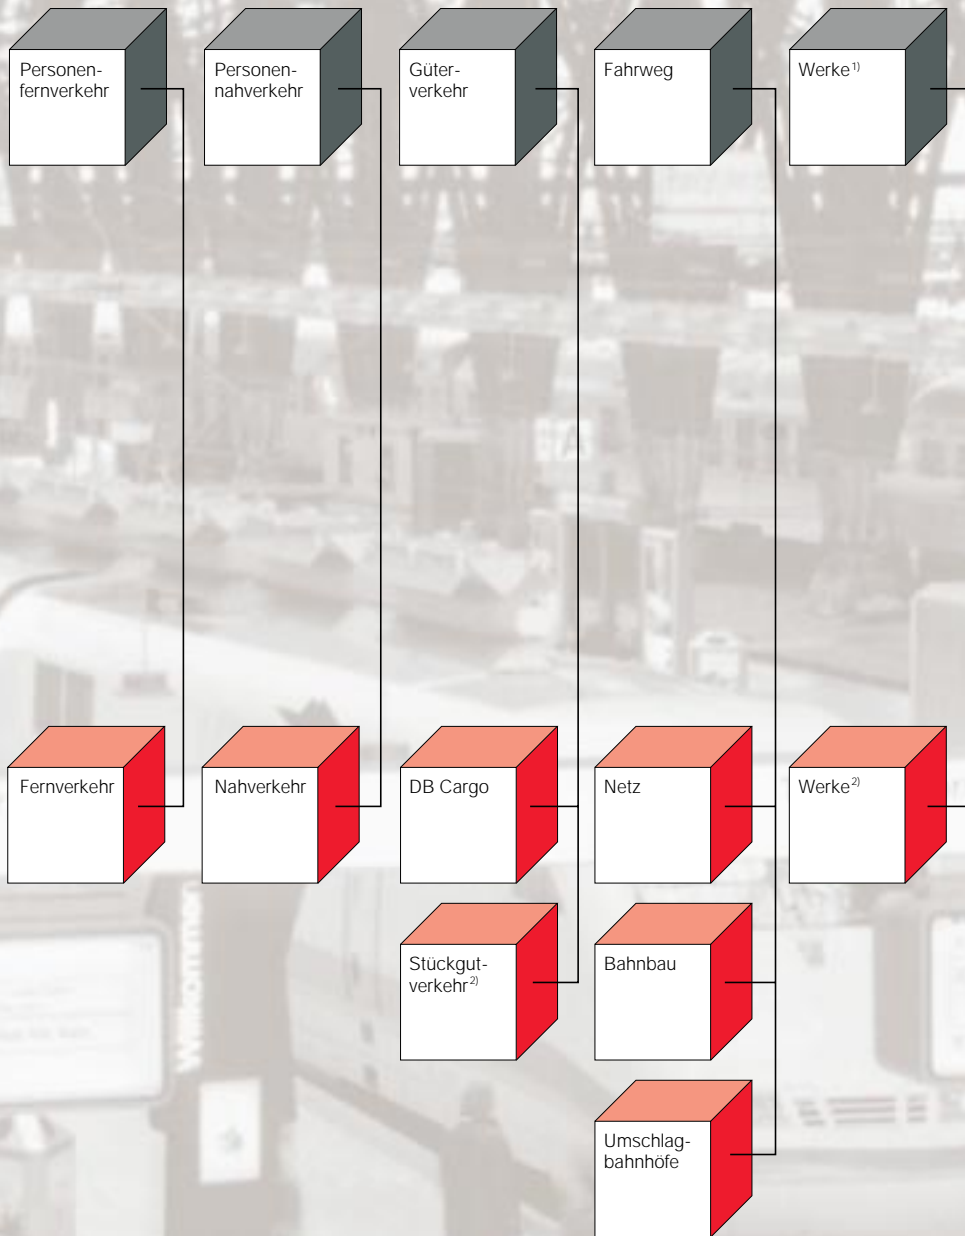 Personen-
fernverkehr
Personen-
nahverkehr
Güter-
verkehr
Fahrweg
Werke1)
Fernverkehr
Nahverkehr
DB Cargo
Netz
Werke2)
Stückgut-
verkehr2)
Bahnbau
Umschlag-
bahnhöfe
A